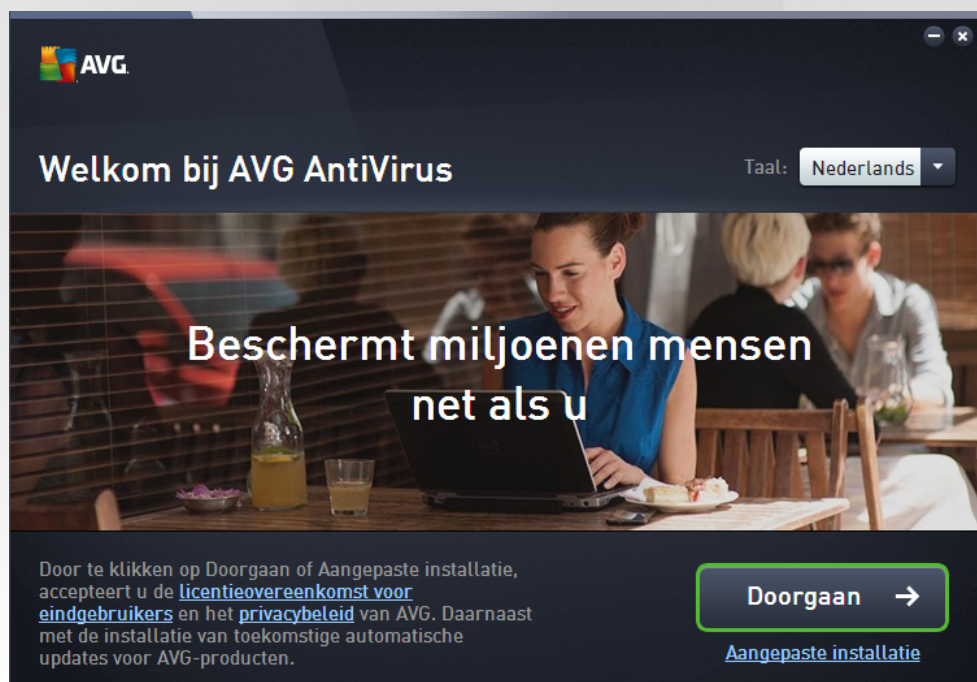 AVG.
Welkom bij AVG AntiVirus
Taal: Nederlands
Beschermt miljoenen mensen
net als u
Door te klikken op Doorgaan of Aangepaste installatie,
accepteert u de licentieovereenkomst voor
eindgebruikers en het privacybeleid van AVG. Daarnaast
met de installatie van toekomstige automatische
updates voor AVG-producten.
Doorgaan
Aangepaste installatie